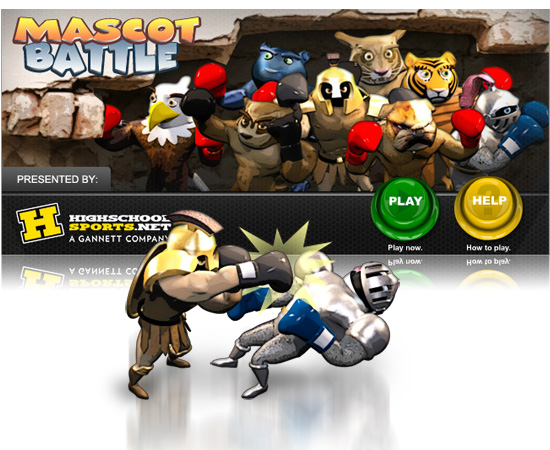 MASCOT
BATTLE
PRESENTED BY:
H HIGHSCHOOL
SPORTS.NET
A GANNETT COMPANY
PLAY
HELP
Play now.
How to play.